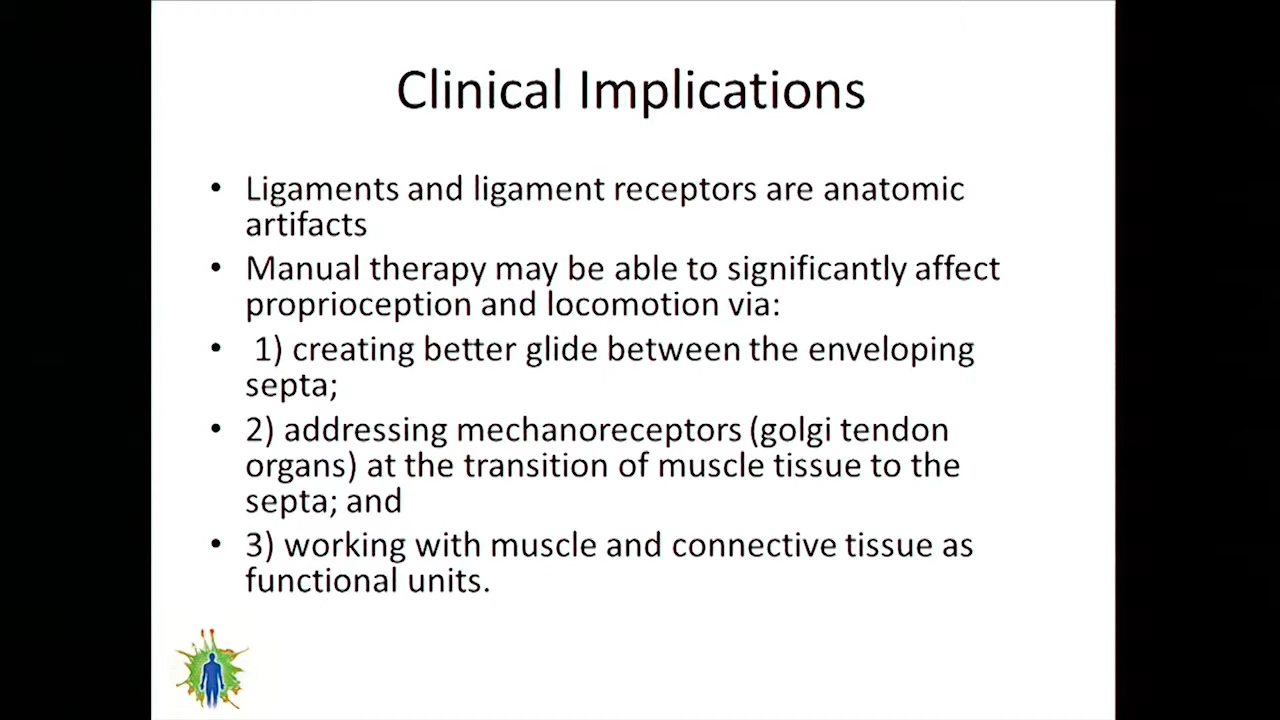 Clinical Implications
• Ligaments and ligament receptors are anatomic
artifacts
• Manual therapy may be able to significantly affect
proprioception and locomotion via:
• 1) creating better glide between the enveloping
septa;
• 2) addressing mechanoreceptors (golgi tendon
organs) at the transition of muscle tissue to the
septa; and
• 3) working with muscle and connective tissue as
functional units.